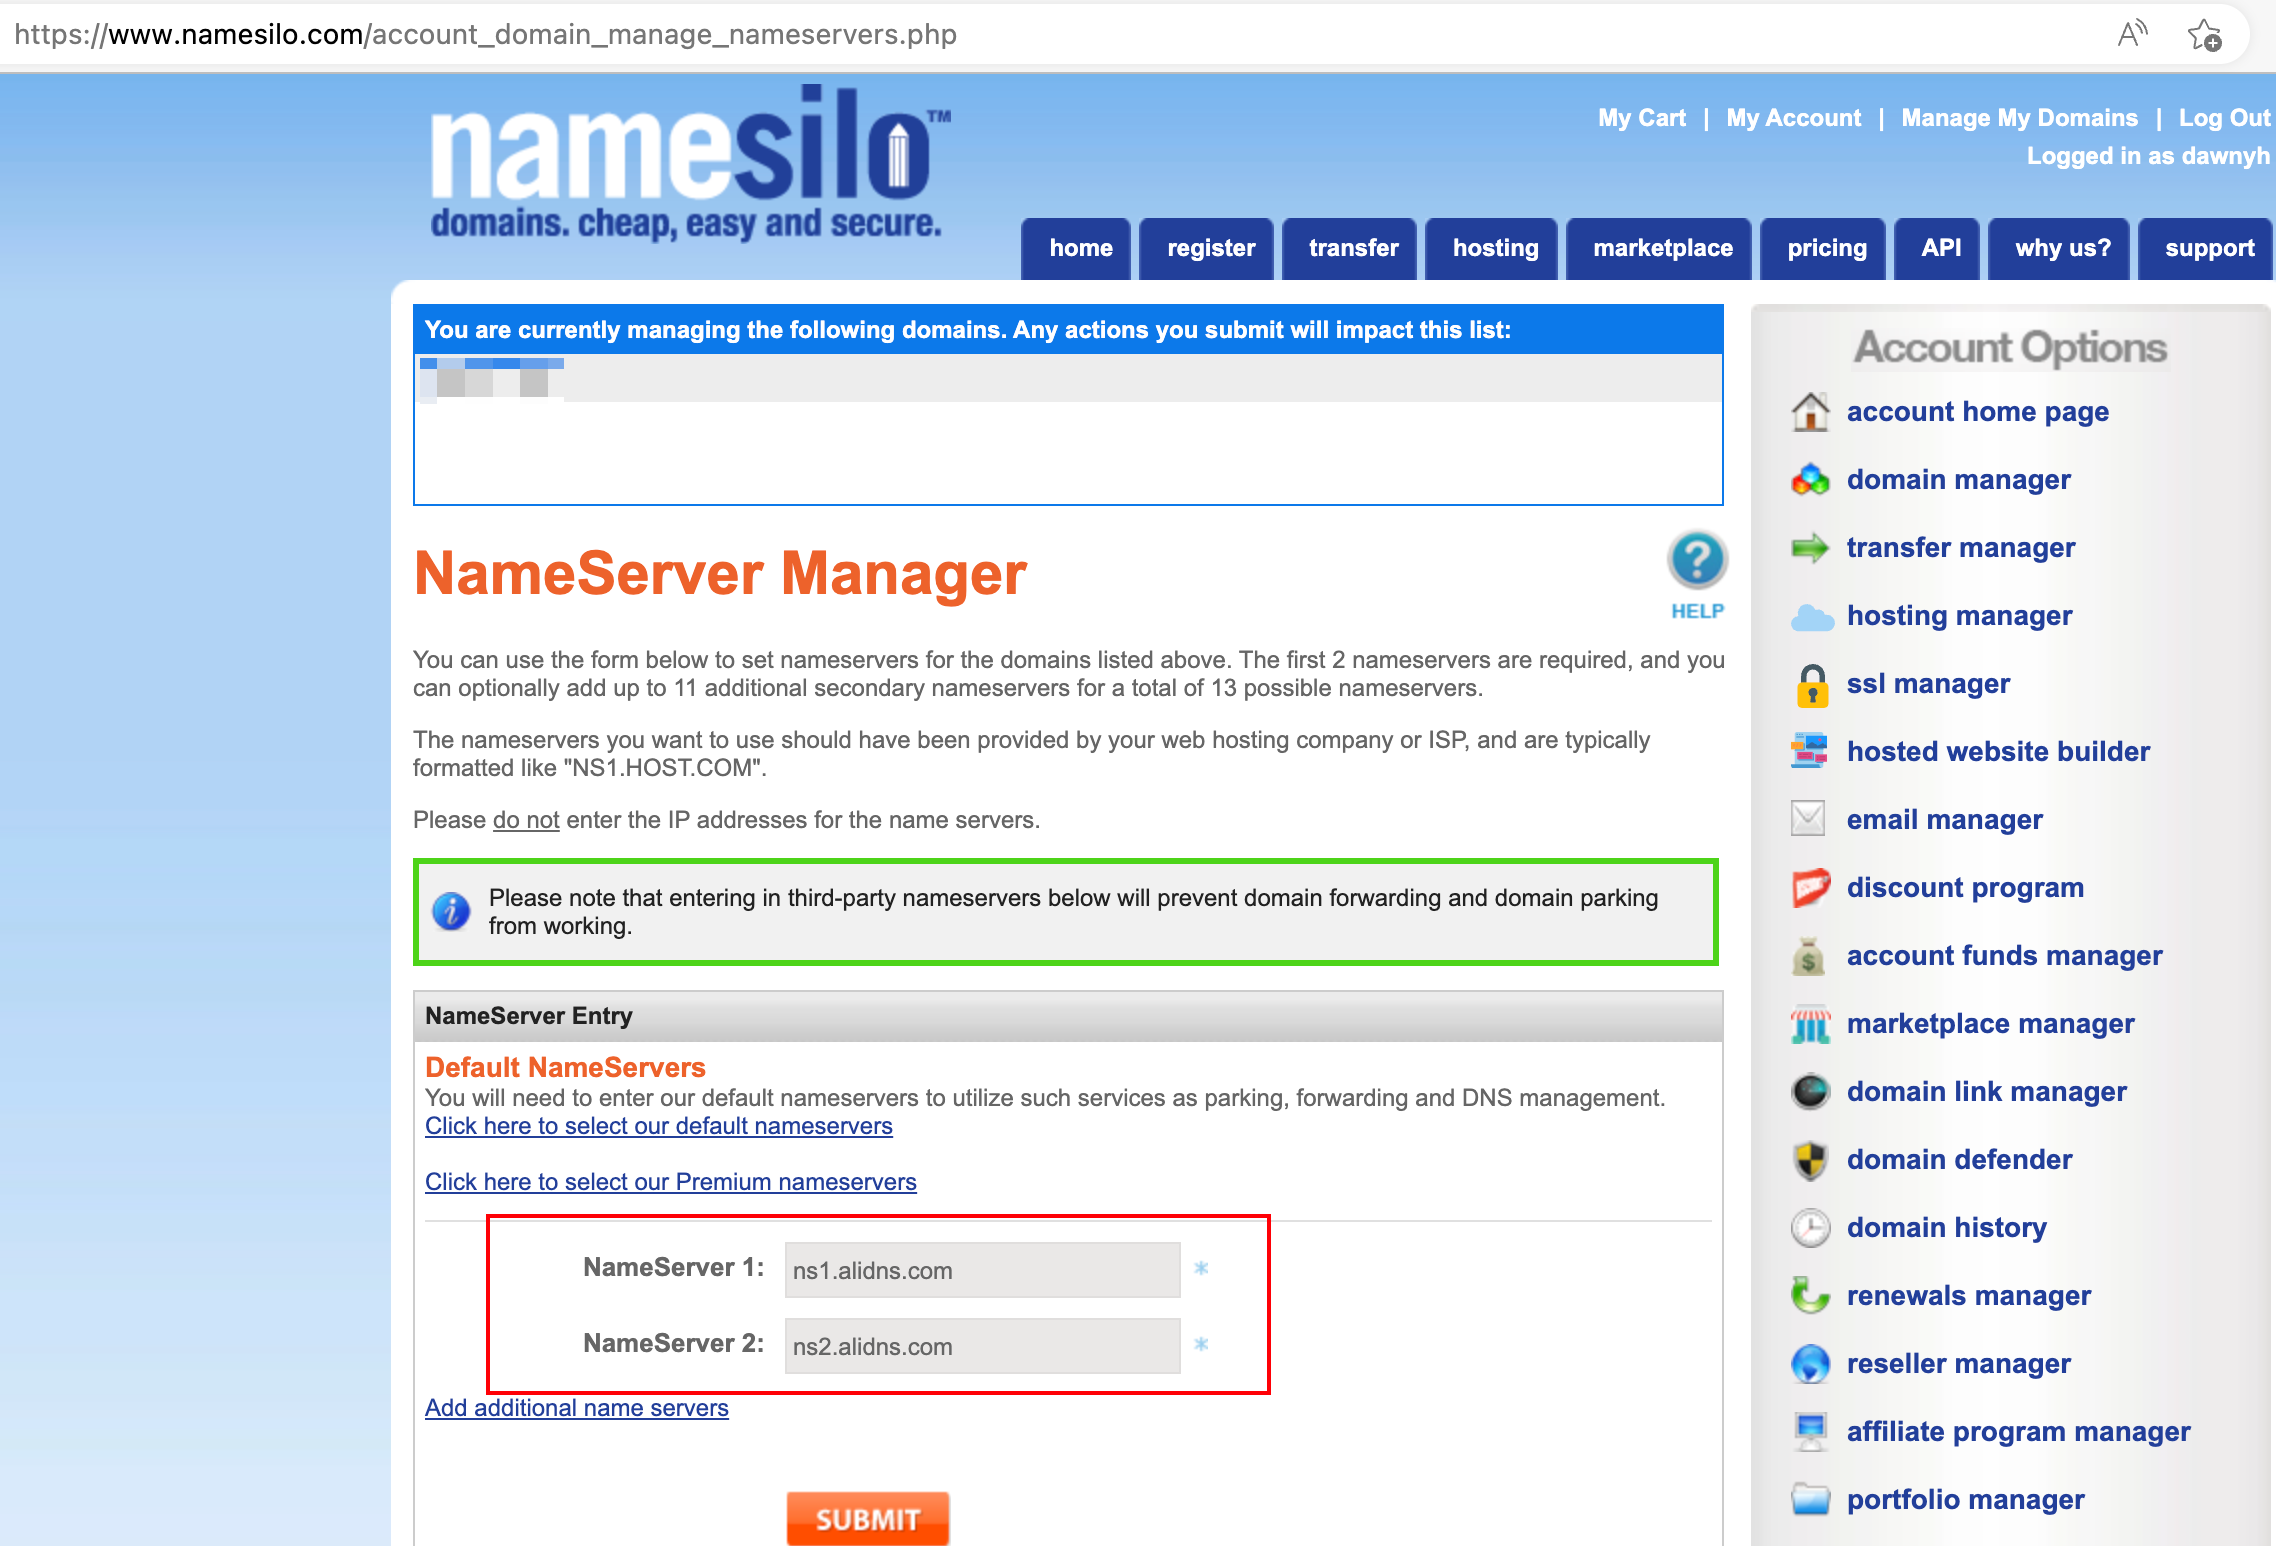 https://www.namesilo.com/account_domain_manage_nameservers.php
namesilo™
domains. cheap, easy and secure.
My Cart | My Account | Manage My Domains | Log Out
Logged in as dawnyh
home register transfer hosting marketplace pricing API why us? support
You are currently managing the following domains. Any actions you submit will impact this list:
NameServer Manager
HELP
You can use the form below to set nameservers for the domains listed above. The first 2 nameservers are required, and you
can optionally add up to 11 additional secondary nameservers for a total of 13 possible nameservers.
The nameservers you want to use should have been provided by your web hosting company or ISP, and are typically
formatted like "NS1.HOST.COM".
Please do not enter the IP addresses for the name servers.
Please note that entering in third-party nameservers below will prevent domain forwarding and domain parking
from working.
NameServer Entry
Default NameServers
You will need to enter our default nameservers to utilize such services as parking, forwarding and DNS management.
Click here to select our default nameservers
Click here to select our Premium nameservers
NameServer 1: ns1.alidns.com *
NameServer 2: ns2.alidns.com *
Add additional name servers
SUBMIT
Account Options
account home page
domain manager
transfer manager
hosting manager
ssl manager
hosted website builder
email manager
discount program
account funds manager
marketplace manager
domain link manager
domain defender
domain history
renewals manager
reseller manager
affiliate program manager
portfolio manager